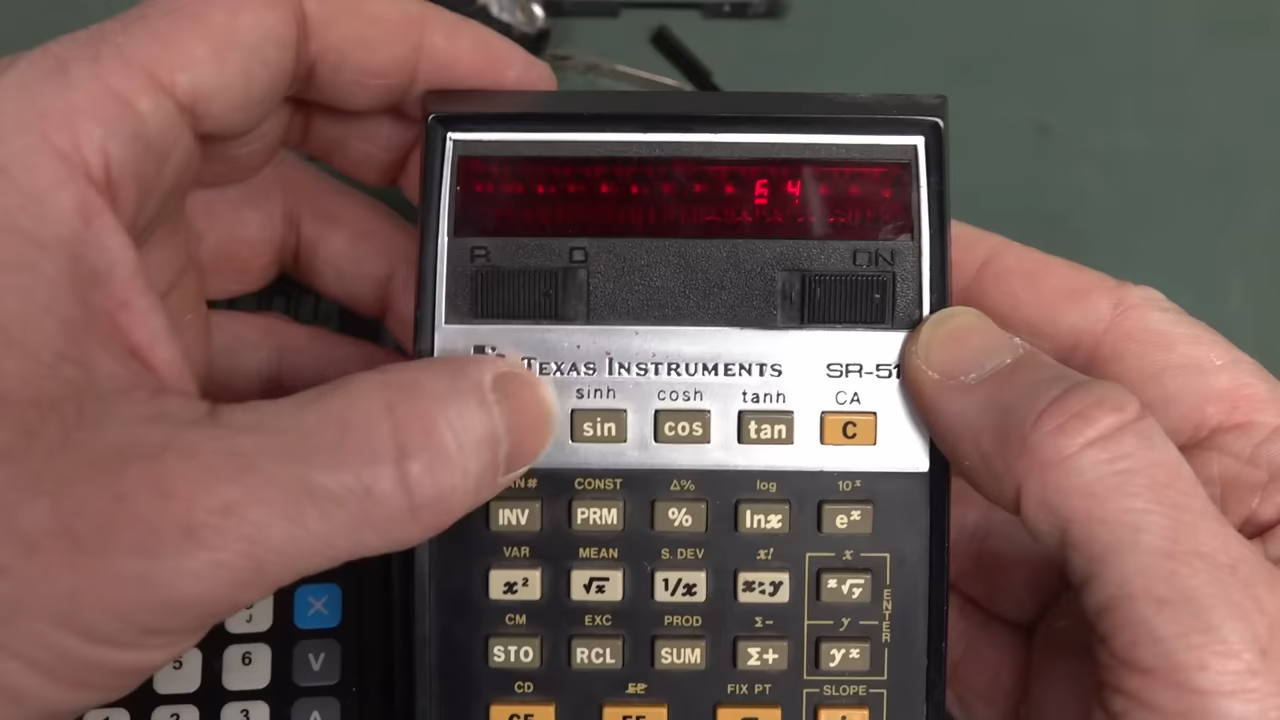 64
R D ON
TEXAS INSTRUMENTS SR-51
sinh cosh tanh CA
sin cos tan C
CONST Δ% log 10ˣ
INV PRM % lnx eˣ
VAR MEAN S. DEV x! x
x² √x 1/x x:y ˣ√y
ENTER
CM EXC PROD Σ- y
STO RCL SUM Σ+ yˣ
CD EE FIX PT SLOPE
5 6 ×
2 3